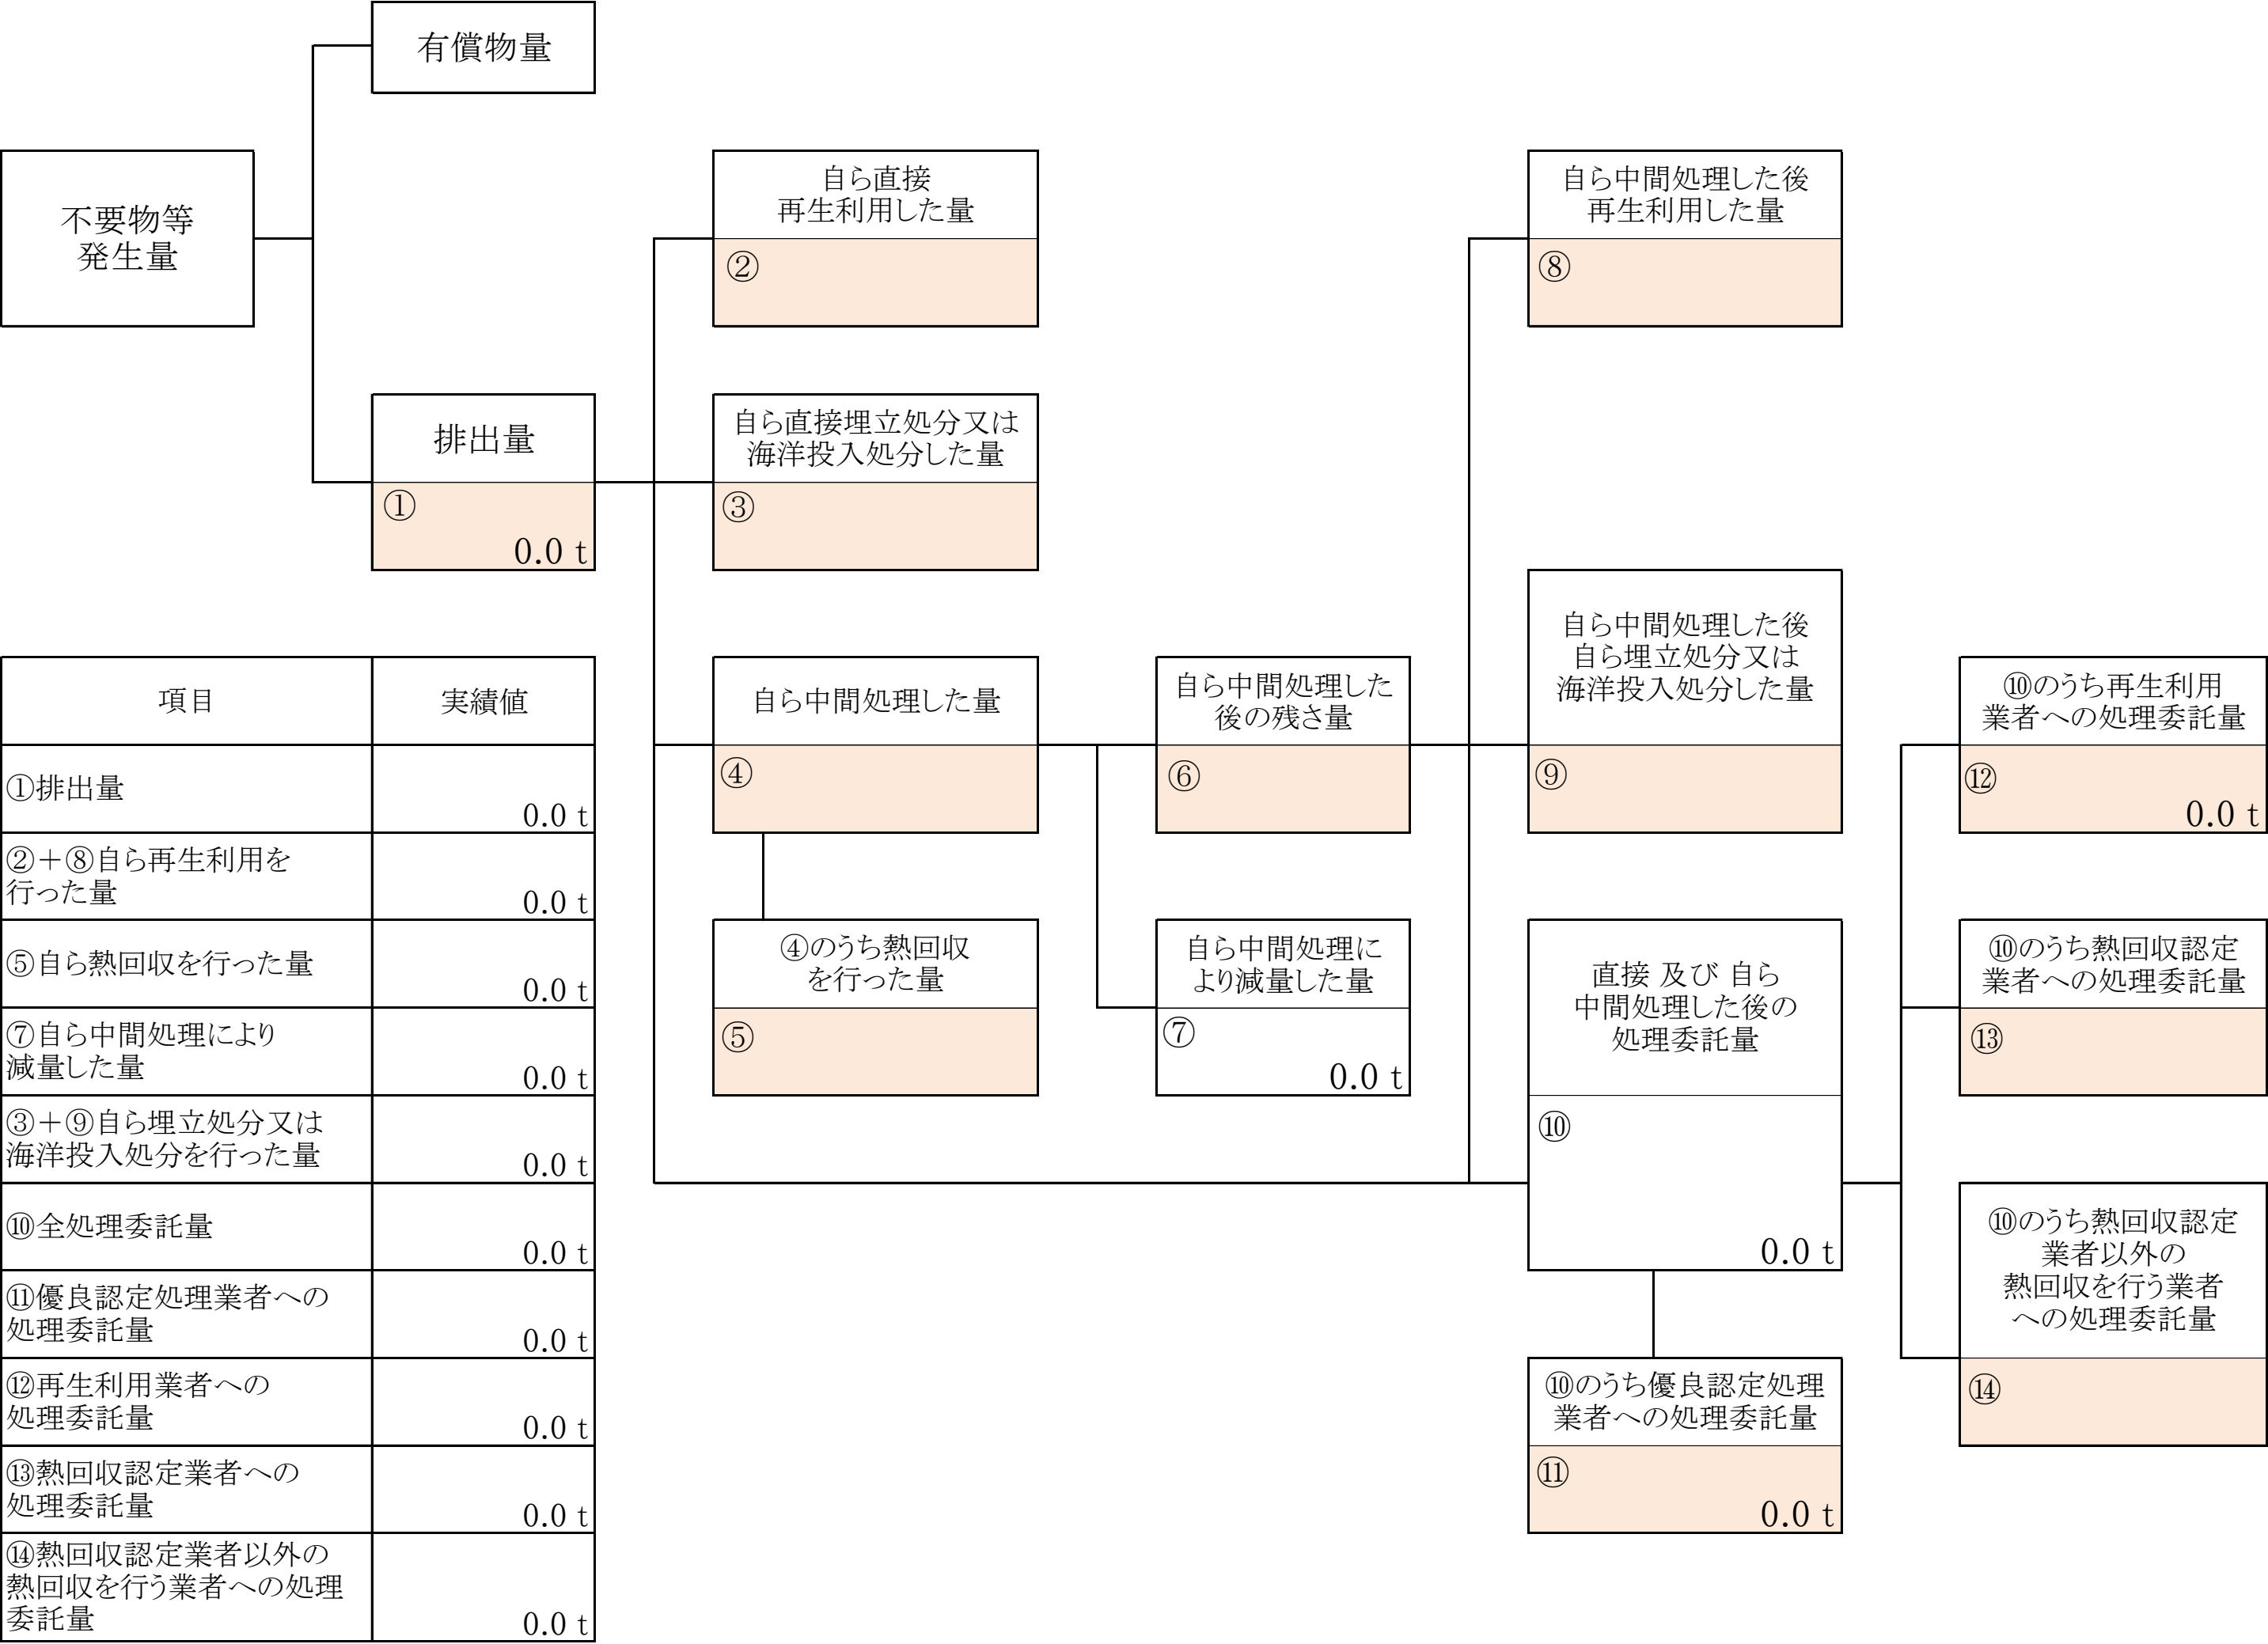 有償物量
不要物等
発生量
自ら直接
再生利用した量
②
自ら中間処理した後
再生利用した量
⑧
排出量
①
0.0 t
自ら直接埋立処分又は
海洋投入処分した量
③
自ら中間処理した量
④
自ら中間処理した
後の残さ量
⑥
自ら中間処理した後
自ら埋立処分又は
海洋投入処分した量
⑨
⑩のうち再生利用
業者への処理委託量
⑫
0.0 t
④のうち熱回収
を行った量
⑤
自ら中間処理に
より減量した量
⑦
0.0 t
直接 及び 自ら
中間処理した後の
処理委託量
⑩
0.0 t
⑩のうち熱回収認定
業者への処理委託量
⑬
⑩のうち熱回収認定
業者以外の
熱回収を行う業者
への処理委託量
⑭
⑩のうち優良認定処理
業者への処理委託量
⑪
0.0 t
項目 実績値
①排出量
0.0 t
②＋⑧自ら再生利用を
行った量
0.0 t
⑤自ら熱回収を行った量
0.0 t
⑦自ら中間処理により
減量した量
0.0 t
③＋⑨自ら埋立処分又は
海洋投入処分を行った量
0.0 t
⑩全処理委託量
0.0 t
⑪優良認定処理業者への
処理委託量
0.0 t
⑫再生利用業者への
処理委託量
0.0 t
⑬熱回収認定業者への
処理委託量
0.0 t
⑭熱回収認定業者以外の
熱回収を行う業者への処理
委託量
0.0 t